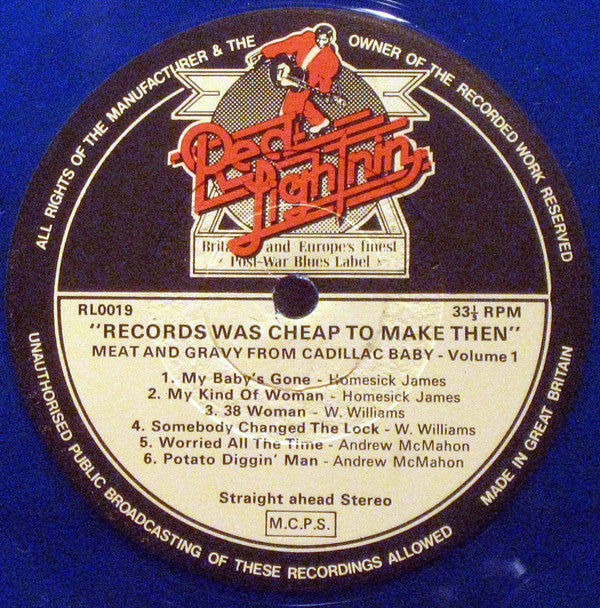 ALL RIGHTS OF THE MANUFACTURER & THE OWNER OF THE RECORDED WORK RESERVED
Red
Lightnin
and Europe's finest
Post-War Blues Label
RL0019
33⅓ RPM
"RECORDS WAS CHEAP TO MAKE THEN"
MEAT AND GRAVY FROM CADILLAC BABY - Volume 1
1. My Baby's Gone - Homesick James
2. My Kind Of Woman - Homesick James
3. 38 Woman - W. Williams
4. Somebody Changed The Lock - W. Williams
5. Worried All The Time - Andrew McMahon
6. Potato Diggin' Man - Andrew McMahon
Straight ahead Stereo
M.C.P.S.
UNAUTHORISED PUBLIC BROADCASTING OF THESE RECORDINGS ALLOWED
MADE IN GREAT BRITAIN